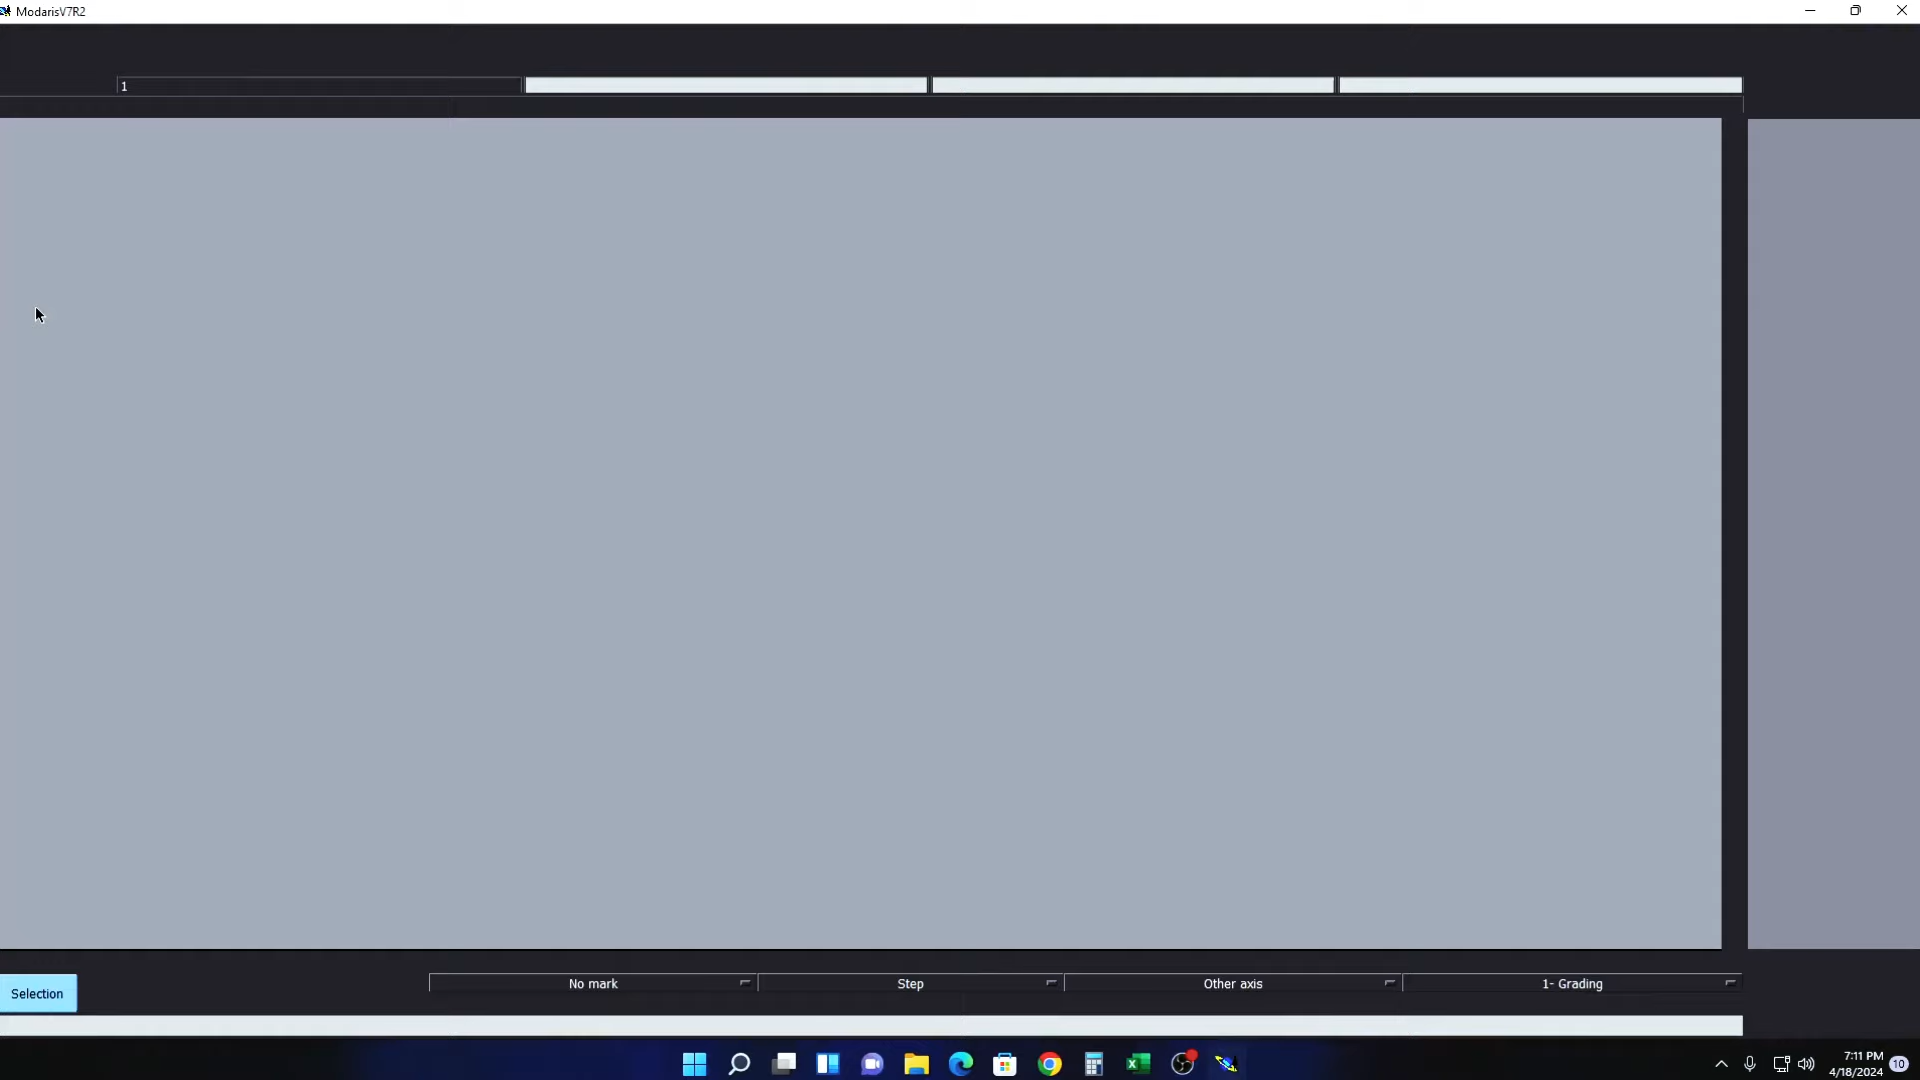 ModarisV7R2
1
No mark
Step
Other axis
1- Grading
Selection
7:11 PM
4/18/2024
10